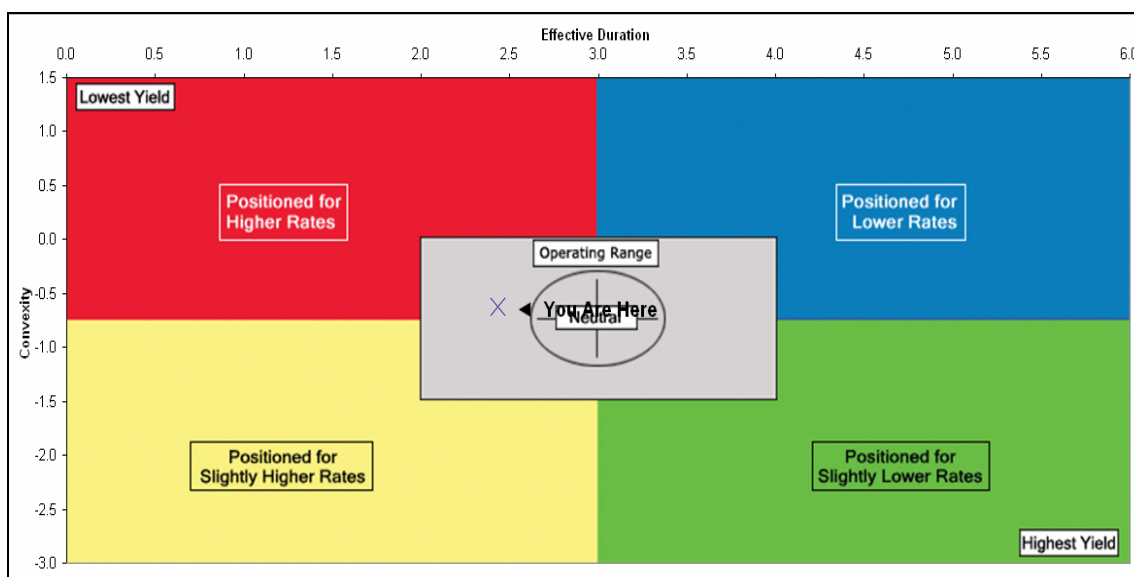 Effective Duration
0.0 0.5 1.0 1.5 2.0 2.5 3.0 3.5 4.0 4.5 5.0 5.5 6.0
1.5
Lowest Yield
1.0
0.5
Positioned for
Higher Rates
Positioned for
Lower Rates
0.0
Operating Range
-0.5
You Are Here
Neutral
Convexity
-1.0
-1.5
-2.0
Positioned for
Slightly Higher Rates
Positioned for
Slightly Lower Rates
-2.5
Highest Yield
-3.0